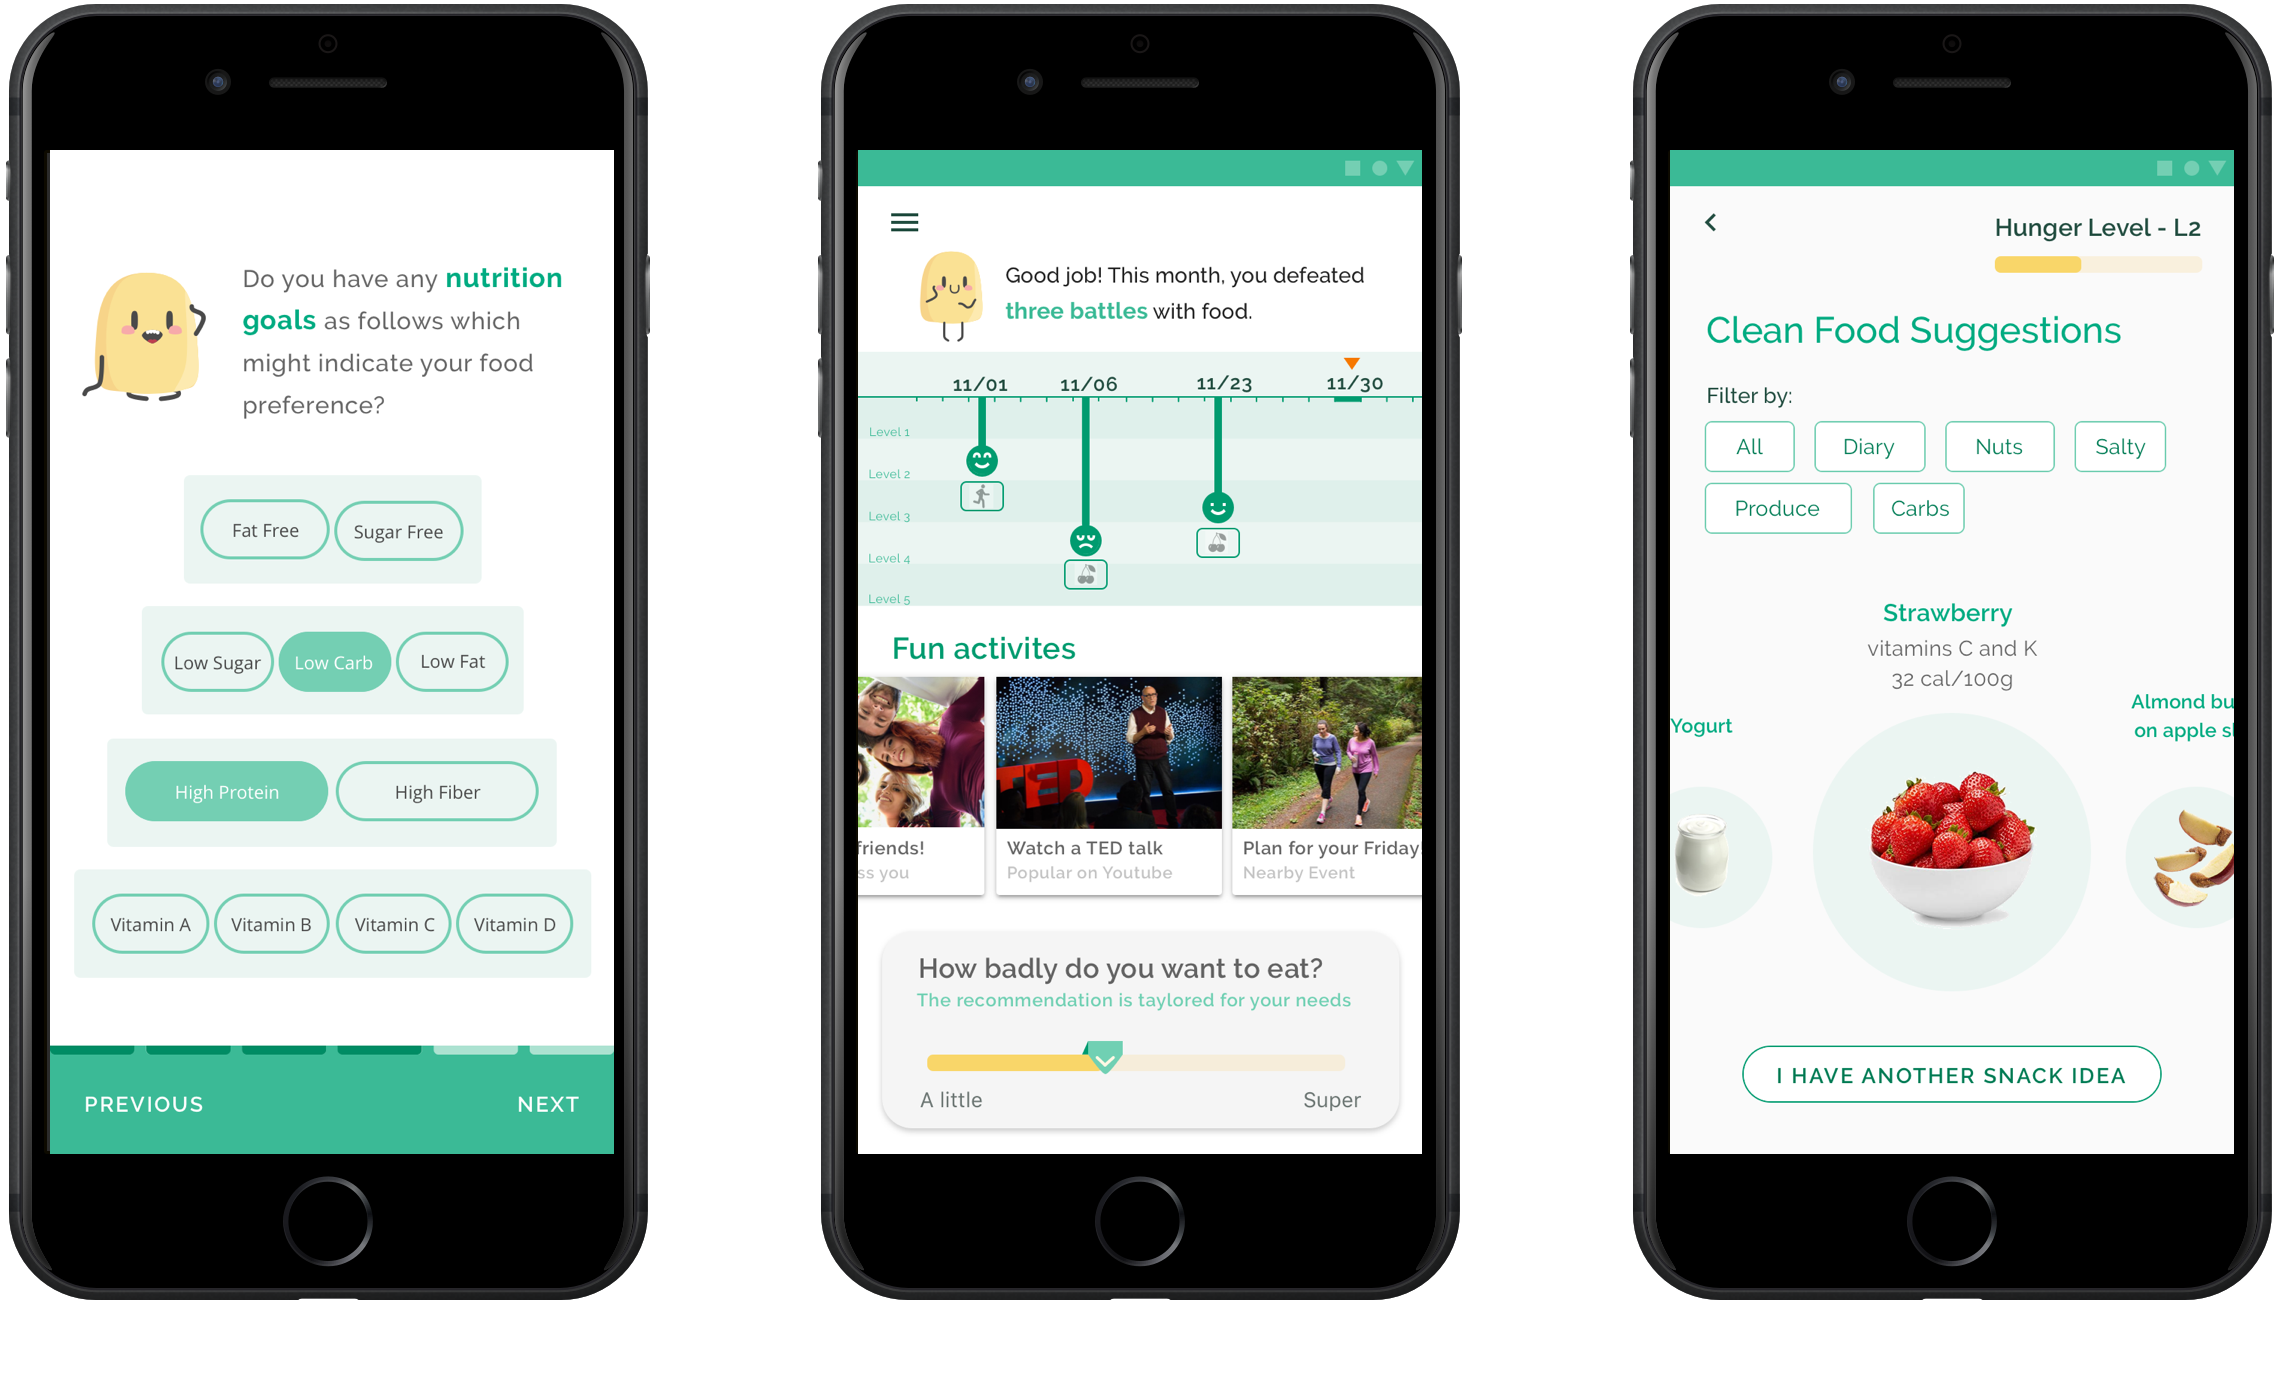 Do you have any nutrition
goals as follows which
might indicate your food
preference?
Fat Free
Sugar Free
Low Sugar
Low Carb
Low Fat
High Protein
High Fiber
Vitamin A
Vitamin B
Vitamin C
Vitamin D
PREVIOUS
NEXT
Good job! This month, you defeated
three battles with food.
11/01
11/06
11/23
11/30
Level 1
Level 2
Level 3
Level 4
Level 5
Fun activites
TED
friends!
ss you
Watch a TED talk
Popular on Youtube
Plan for your Friday!
Nearby Event
How badly do you want to eat?
The recommendation is taylored for your needs
A little
Super
Hunger Level - L2
Clean Food Suggestions
Filter by:
All
Diary
Nuts
Salty
Produce
Carbs
Strawberry
vitamins C and K
32 cal/100g
Yogurt
Almond bu
on apple sl
I HAVE ANOTHER SNACK IDEA